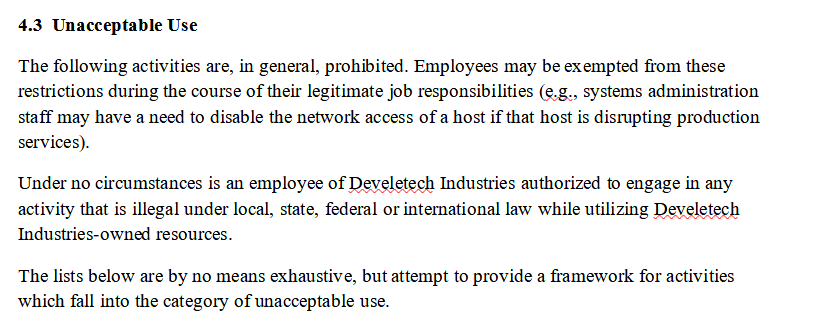 4.3 Unacceptable Use
The following activities are, in general, prohibited. Employees may be exempted from these
restrictions during the course of their legitimate job responsibilities (e.g., systems administration
staff may have a need to disable the network access of a host if that host is disrupting production
services).
Under no circumstances is an employee of Develetech Industries authorized to engage in any
activity that is illegal under local, state, federal or international law while utilizing Develetech
Industries-owned resources.
The lists below are by no means exhaustive, but attempt to provide a framework for activities
which fall into the category of unacceptable use.